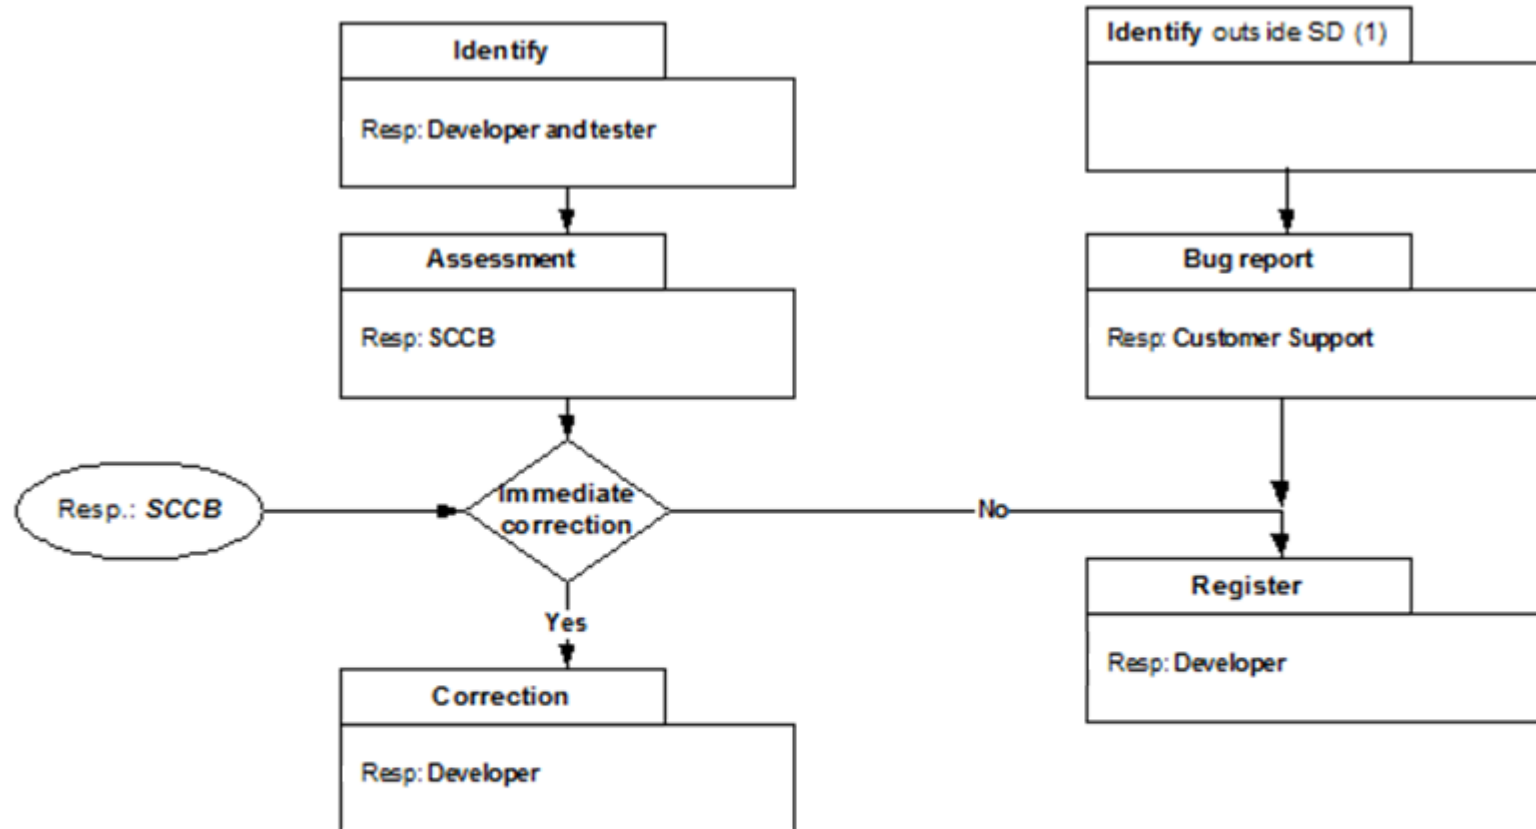 Identify
Resp: Developer and tester
Assessment
Resp: SCCB
Resp.: SCCB
Immediate
correction
No
Yes
Correction
Resp: Developer
Identify outside SD (1)
Bug report
Resp: Customer Support
Register
Resp: Developer